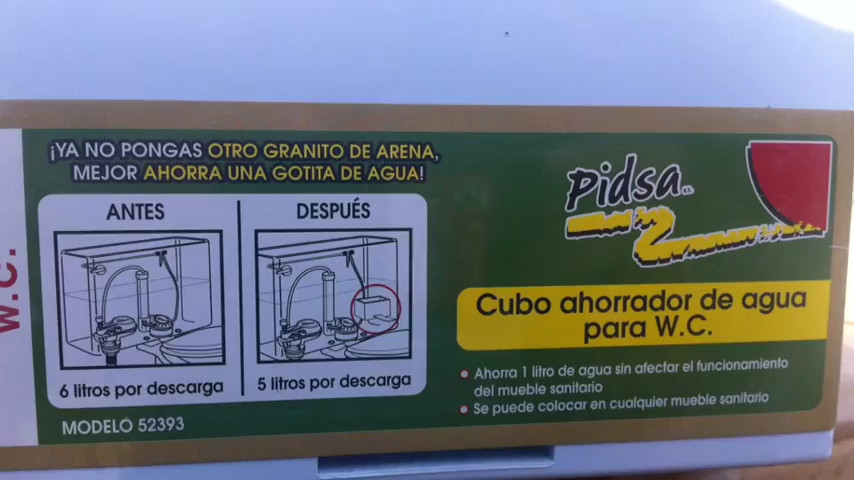 ¡YA NO PONGAS OTRO GRANITO DE ARENA,
MEJOR AHORRA UNA GOTITA DE AGUA!
ANTES
DESPUÉS
6 litros por descarga
5 litros por descarga
MODELO 52393
W.C.
Pidsa
Cubo ahorrador de agua
para W.C.
Ahorra 1 litro de agua sin afectar el funcionamiento
del mueble sanitario
Se puede colocar en cualquier mueble sanitario